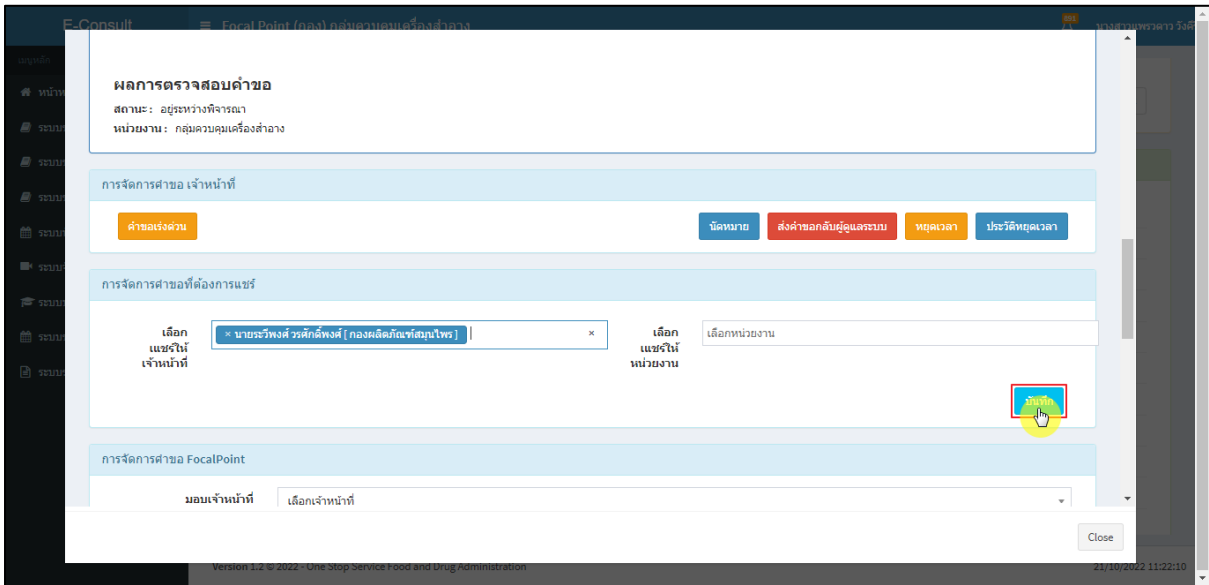 E-Consult
☰ Focal Point (กอง) กลุ่มควบคุมเครื่องสำอาง
เมนูหลัก
ผลการตรวจสอบคำขอ
สถานะ : อยู่ระหว่างพิจารณา
หน่วยงาน : กลุ่มควบคุมเครื่องสำอาง
การจัดการคำขอ เจ้าหน้าที่
คำขอเร่งด่วน
นัดหมาย
ส่งคำขอกลับผู้ดูแลระบบ
หยุดเวลา
ประวัติหยุดเวลา
การจัดการคำขอที่ต้องการแชร์
เลือก
แชร์ให้
เจ้าหน้าที่
× นายระวีพงศ์ วรศักดิ์พงศ์ [ กองผลิตภัณฑ์สมุนไพร ]
×
เลือก
แชร์ให้
หน่วยงาน
เลือกหน่วยงาน
บันทึก
การจัดการคำขอ FocalPoint
มอบเจ้าหน้าที่
เลือกเจ้าหน้าที่
Close
Version 1.2 © 2022 - One Stop Service Food and Drug Administration
21/10/2022 11:22:10